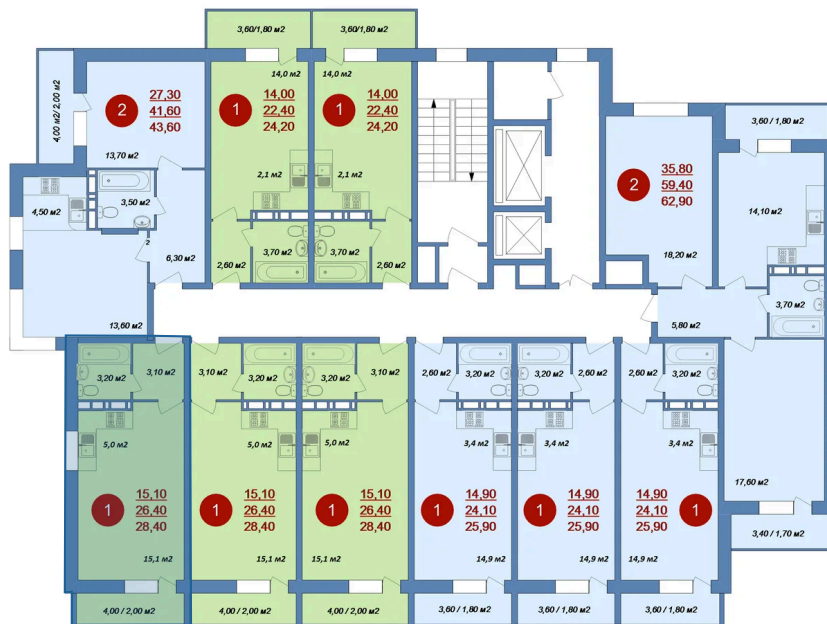 3,60/1,80 м2
3,60/1,80 м2
4,00 м2/ 2,00 м2
2
27,30
41,60
43,60
13,70 м2
14,0 м2
1
14,00
22,40
24,20
2,1 м2
14,0 м2
1
14,00
22,40
24,20
2,1 м2
3,60 / 1,80 м2
2
35,80
59,40
62,90
18,20 м2
14,10 м2
4,50 м2
3,50 м2
2
6,30 м2
13,60 м2
2,60 м2
3,70 м2
3,70 м2
2,60 м2
5,80 м2
3,70 м2
17,60 м2
3,40 / 1,70 м2
3,20 м2
3,10 м2
5,0 м2
1
15,10
26,40
28,40
15,1 м2
4,00 / 2,00 м2
3,10 м2
3,20 м2
5,0 м2
1
15,10
26,40
28,40
15,1 м2
4,00 / 2,00 м2
3,20 м2
3,10 м2
5,0 м2
1
15,10
26,40
28,40
15,1 м2
4,00 / 2,00 м2
2,60 м2
3,20 м2
3,4 м2
1
14,90
24,10
25,90
14,9 м2
3,60 / 1,80 м2
3,20 м2
2,60 м2
3,4 м2
1
14,90
24,10
25,90
14,9 м2
3,60 / 1,80 м2
2,60 м2
3,20 м2
3,4 м2
14,90
24,10
25,90
1
14,9 м2
3,60 / 1,80 м2